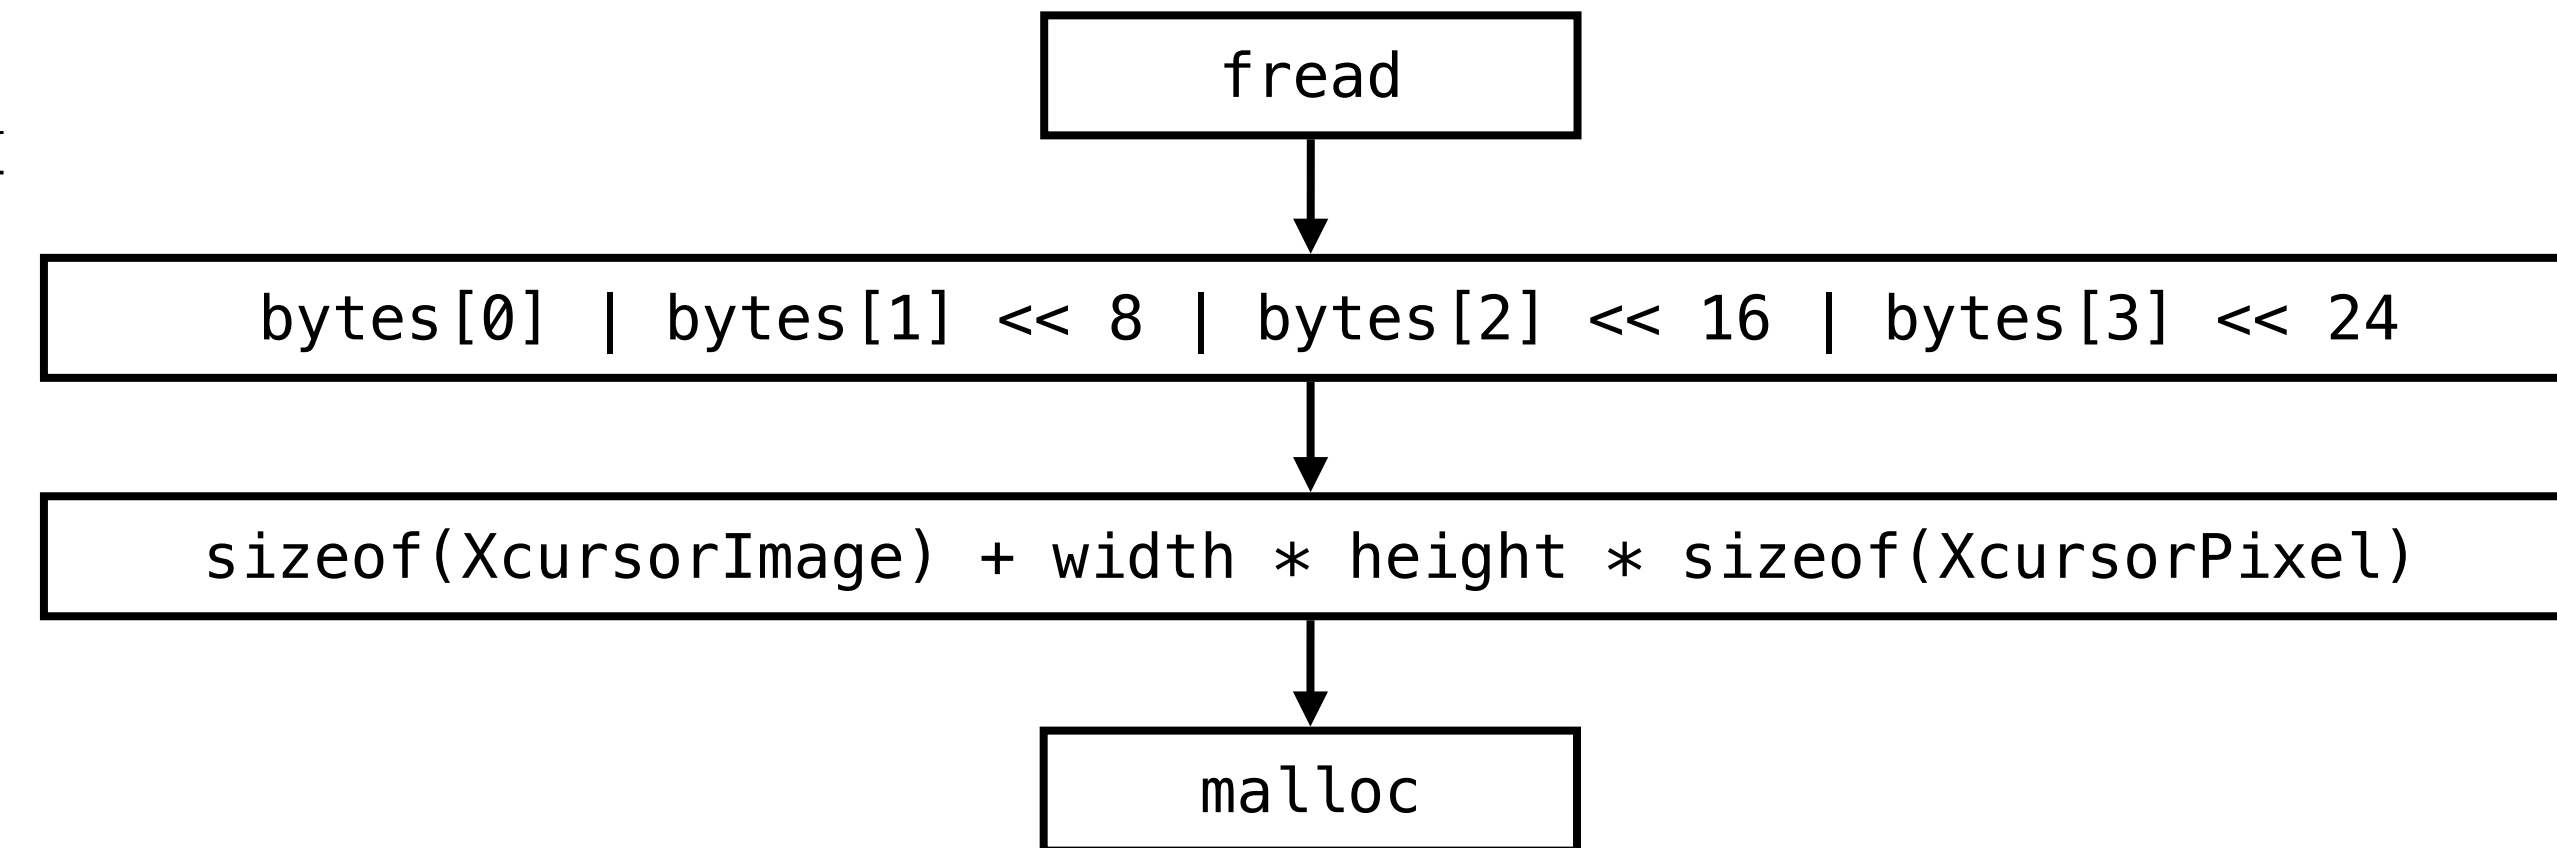 fread
bytes[0] | bytes[1] << 8 | bytes[2] << 16 | bytes[3] << 24
sizeof(XcursorImage) + width * height * sizeof(XcursorPixel)
malloc